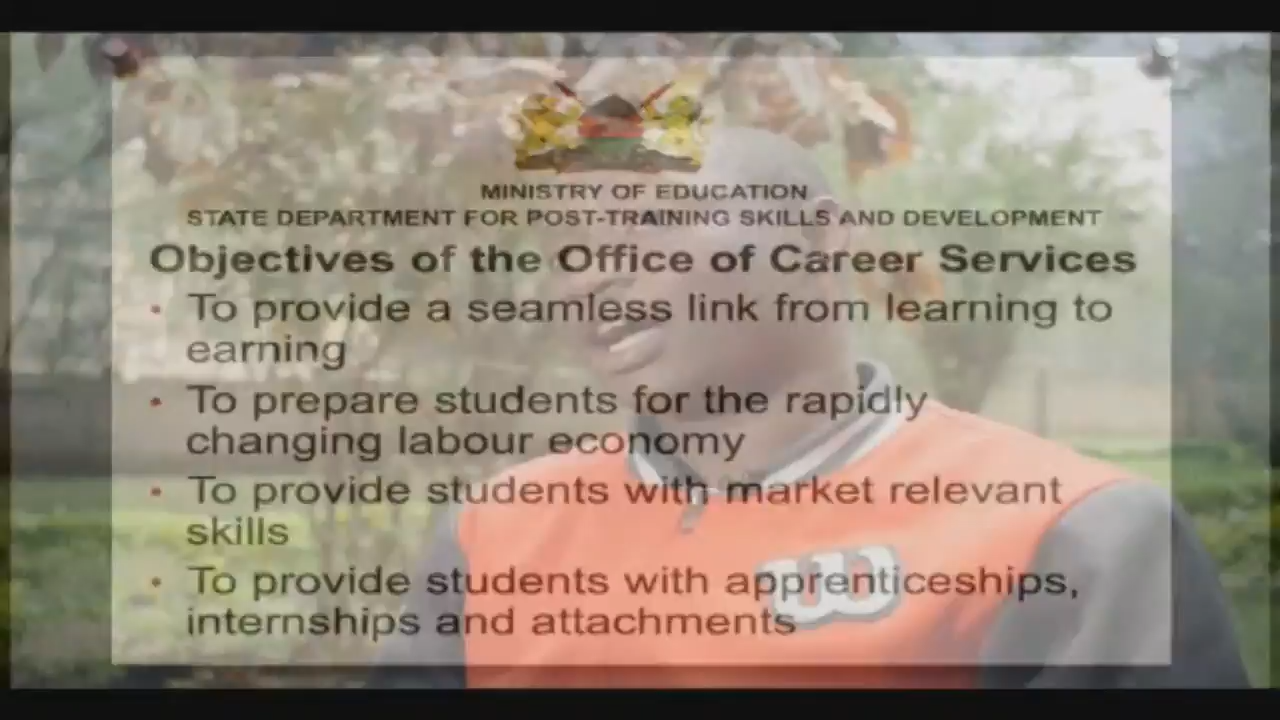 MINISTRY OF EDUCATION
STATE DEPARTMENT FOR POST-TRAINING SKILLS AND DEVELOPMENT
Objectives of the Office of Career Services
• To provide a seamless link from learning to
earning
• To prepare students for the rapidly
changing labour economy
• To provide students with market relevant
skills
• To provide students with apprenticeships,
internships and attachments